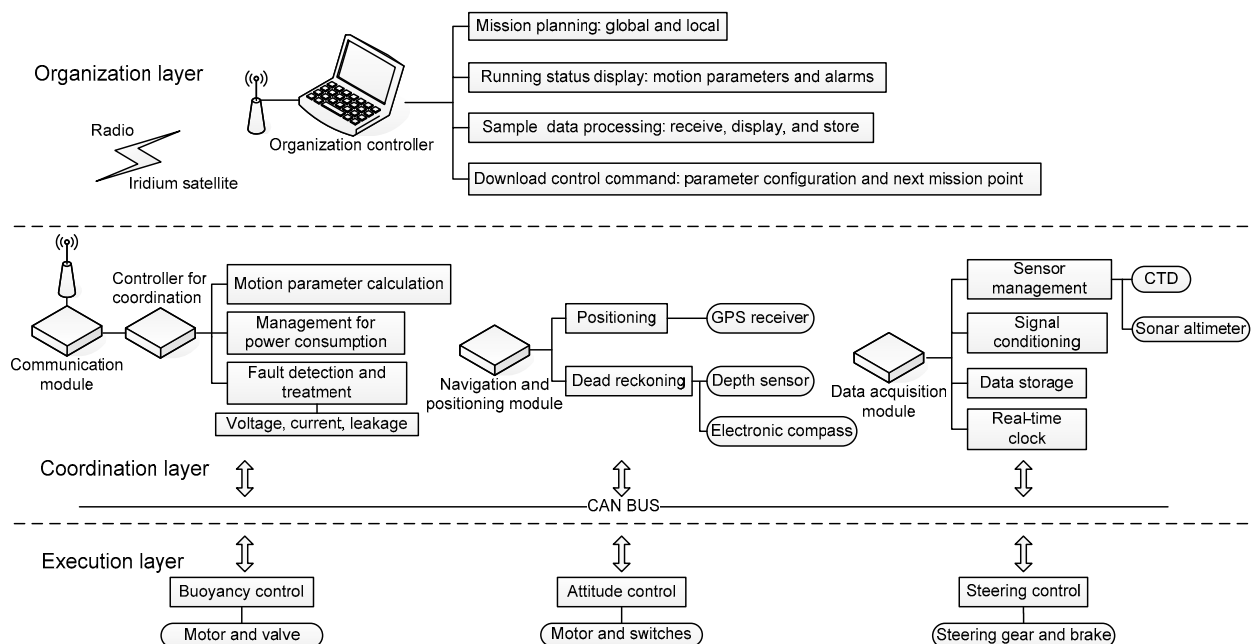 Organization layer
Radio
Iridium satellite
Organization controller
Mission planning: global and local
Running status display: motion parameters and alarms
Sample data processing: receive, display, and store
Download control command: parameter configuration and next mission point
Communication
module
Controller for
coordination
Motion parameter calculation
Management for
power consumption
Fault detection and
treatment
Voltage, current, leakage
Navigation and
positioning module
Positioning
GPS receiver
Dead reckoning
Depth sensor
Electronic compass
Data acquisition
module
Sensor
management
CTD
Sonar altimeter
Signal
conditioning
Data storage
Real-time
clock
Coordination layer
CAN BUS
Execution layer
Buoyancy control
Motor and valve
Attitude control
Motor and switches
Steering control
Steering gear and brake